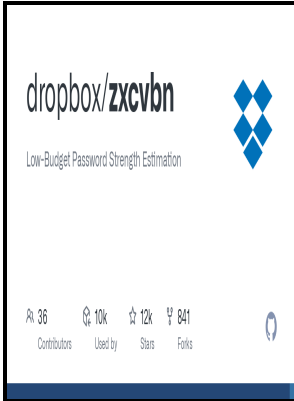 dropbox/zxcvbn
Low-Budget Password Strength Estimation
36 10k 12k 841
Contributors Used by Stars Forks